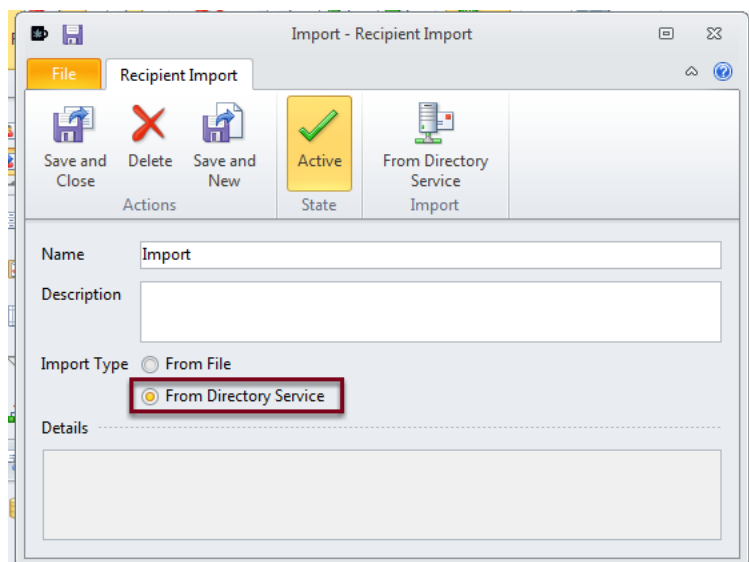 Import - Recipient Import
File Recipient Import
Save and Close Delete Save and New Active From Directory Service
Actions State Import
Name Import
Description
Import Type From File
From Directory Service
Details